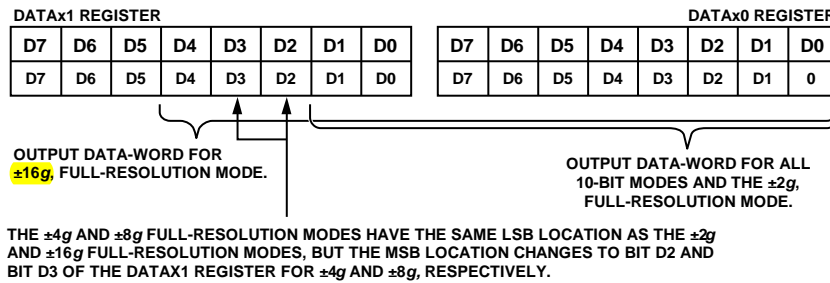 DATAx1 REGISTER DATAx0 REGISTER
D7 D6 D5 D4 D3 D2 D1 D0 D7 D6 D5 D4 D3 D2 D1 D0
D7 D6 D5 D4 D3 D2 D1 D0 D7 D6 D5 D4 D3 D2 D1 0
OUTPUT DATA-WORD FOR
±16g, FULL-RESOLUTION MODE.
OUTPUT DATA-WORD FOR ALL
10-BIT MODES AND THE ±2g,
FULL-RESOLUTION MODE.
THE ±4g AND ±8g FULL-RESOLUTION MODES HAVE THE SAME LSB LOCATION AS THE ±2g
AND ±16g FULL-RESOLUTION MODES, BUT THE MSB LOCATION CHANGES TO BIT D2 AND
BIT D3 OF THE DATAX1 REGISTER FOR ±4g AND ±8g, RESPECTIVELY.